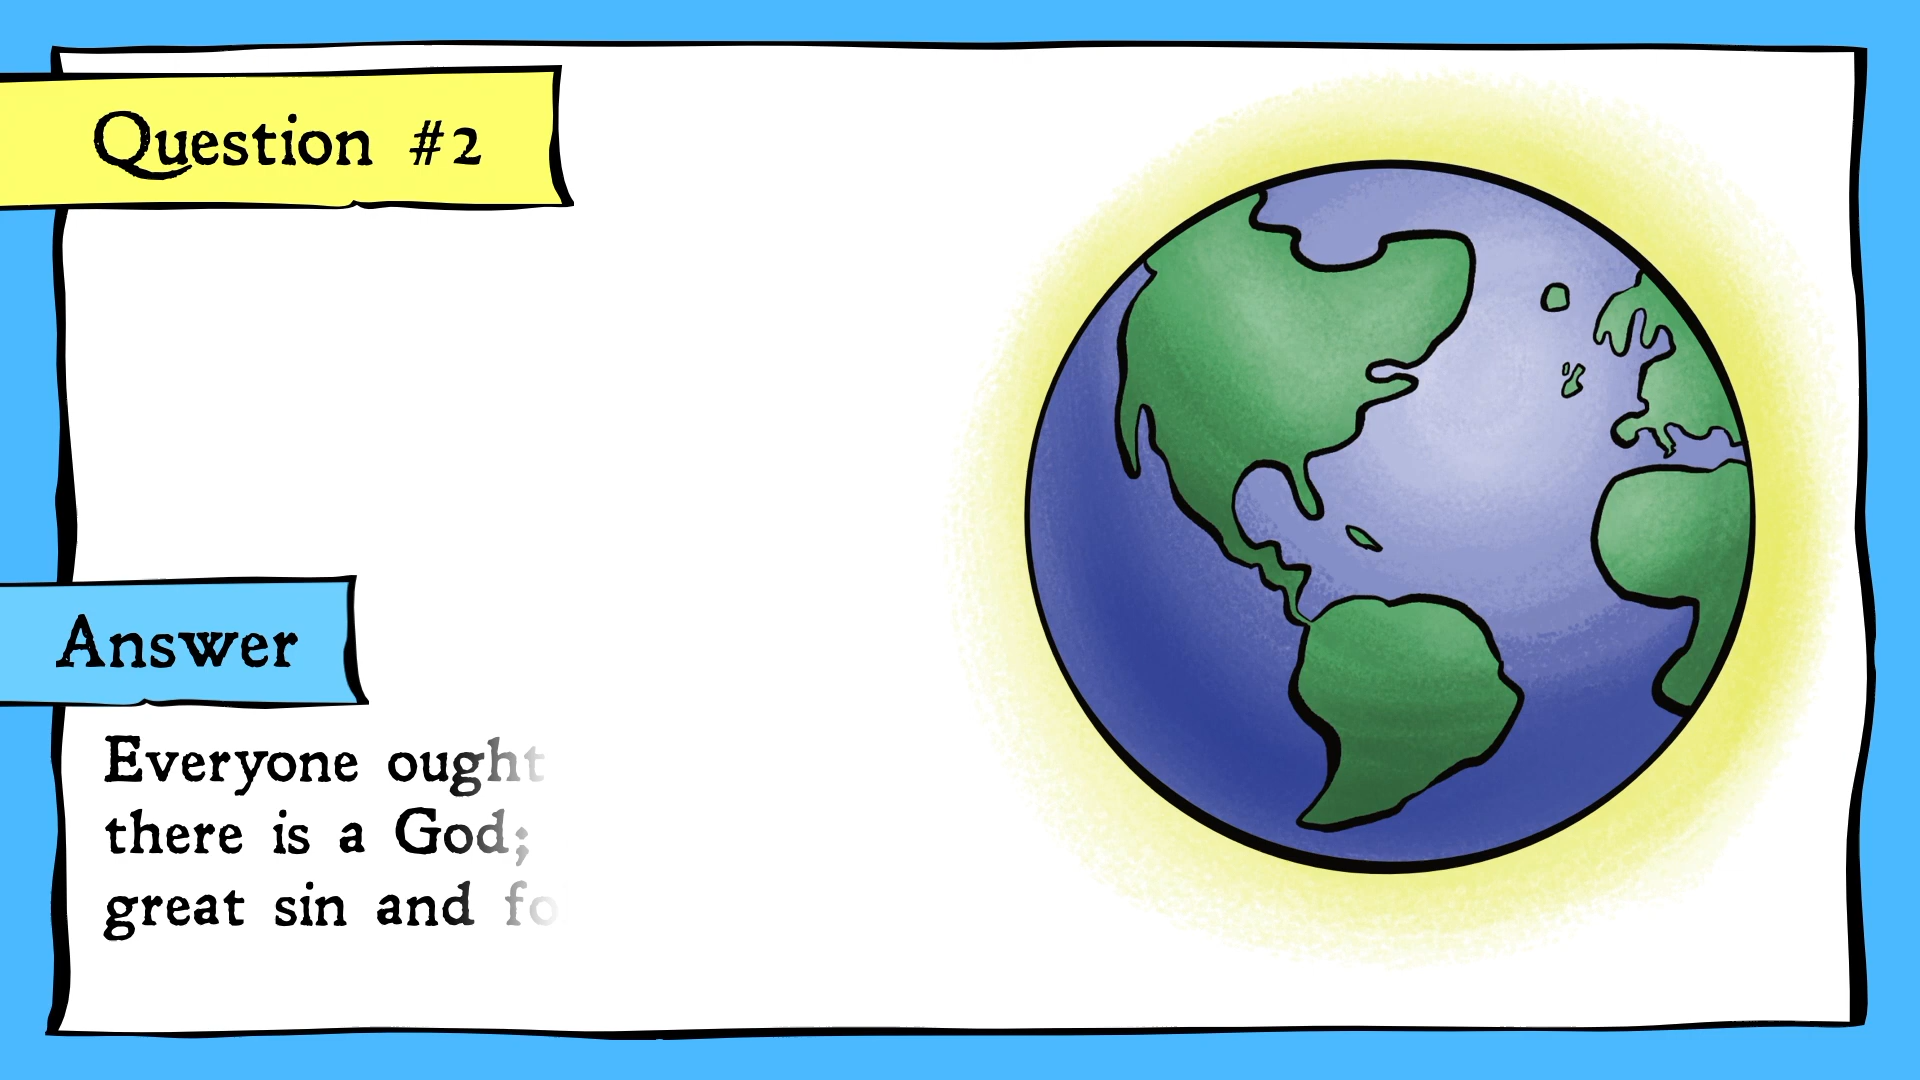 Question #2
Answer
Everyone ought
there is a God;
great sin and